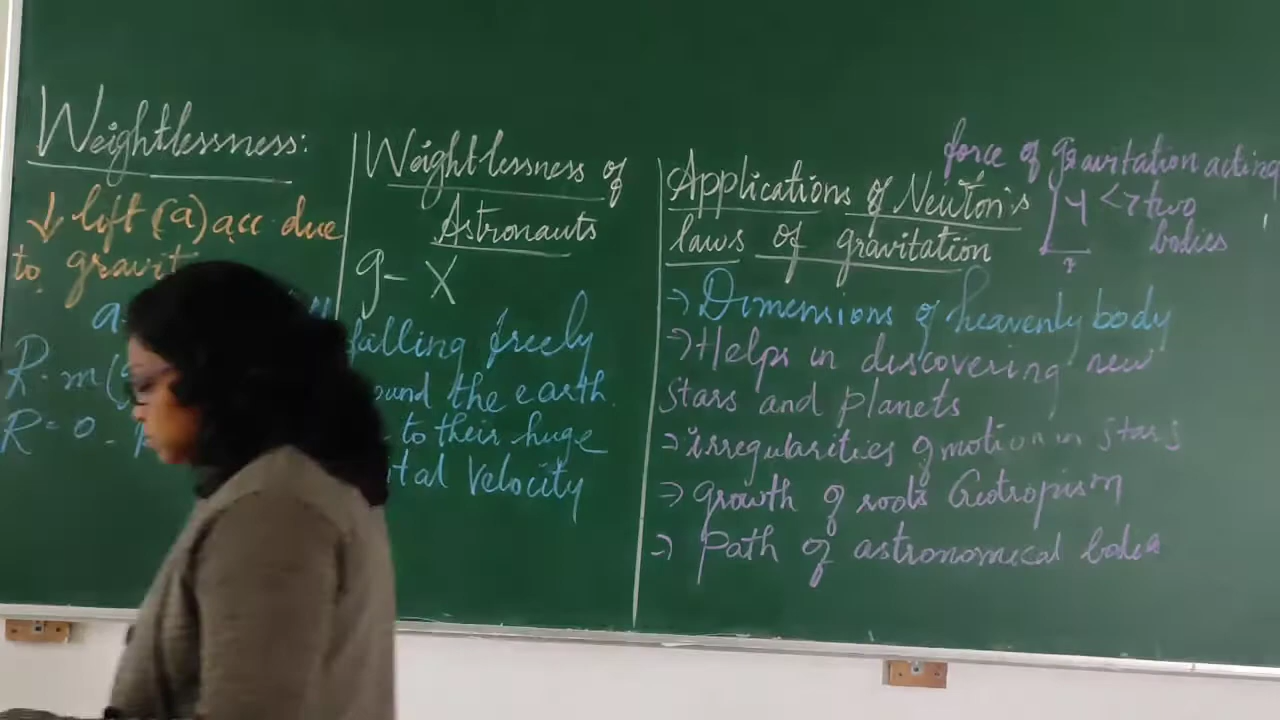 Weightlessness:
↓ lift (a) acc due
to gravit
a
R = m(g
R = 0
Weightlessness of
Astronauts
g - X
falling freely
ound the earth.
- to their huge
ital velocity
Applications of Newton's
laws of gravitation
→ Dimensions of heavenly body
→ Helps in discovering new
stars and planets
→ irregularities of motion in stars
→ growth of roots Geotropism
→ path of astronomical bodies
force of gravitation acting
two
bodies